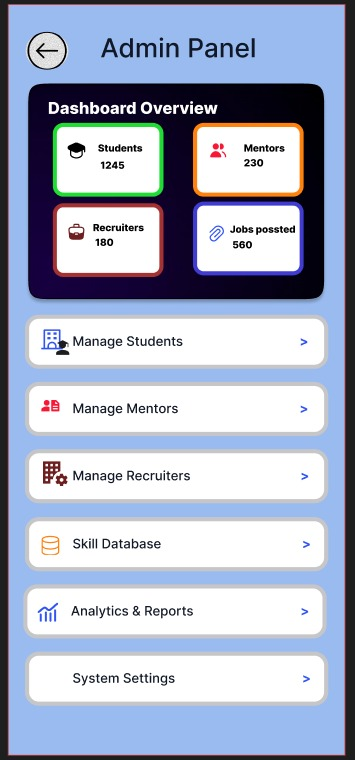 Admin Panel
Dashboard Overview
Students
1245
Mentors
230
Recruiters
180
Jobs possted
560
Manage Students >
Manage Mentors >
Manage Recruiters >
Skill Database >
Analytics & Reports >
System Settings >